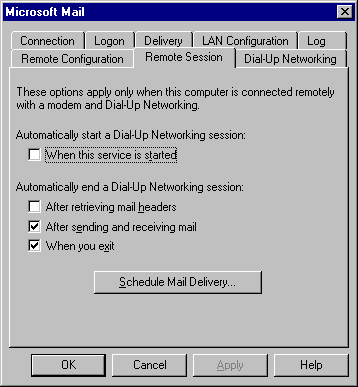 Microsoft Mail
Connection Logon Delivery LAN Configuration Log
Remote Configuration Remote Session Dial-Up Networking
These options apply only when this computer is connected remotely
with a modem and Dial-Up Networking.
Automatically start a Dial-Up Networking session:
When this service is started
Automatically end a Dial-Up Networking session:
After retrieving mail headers
After sending and receiving mail
When you exit
Schedule Mail Delivery...
OK Cancel Apply Help